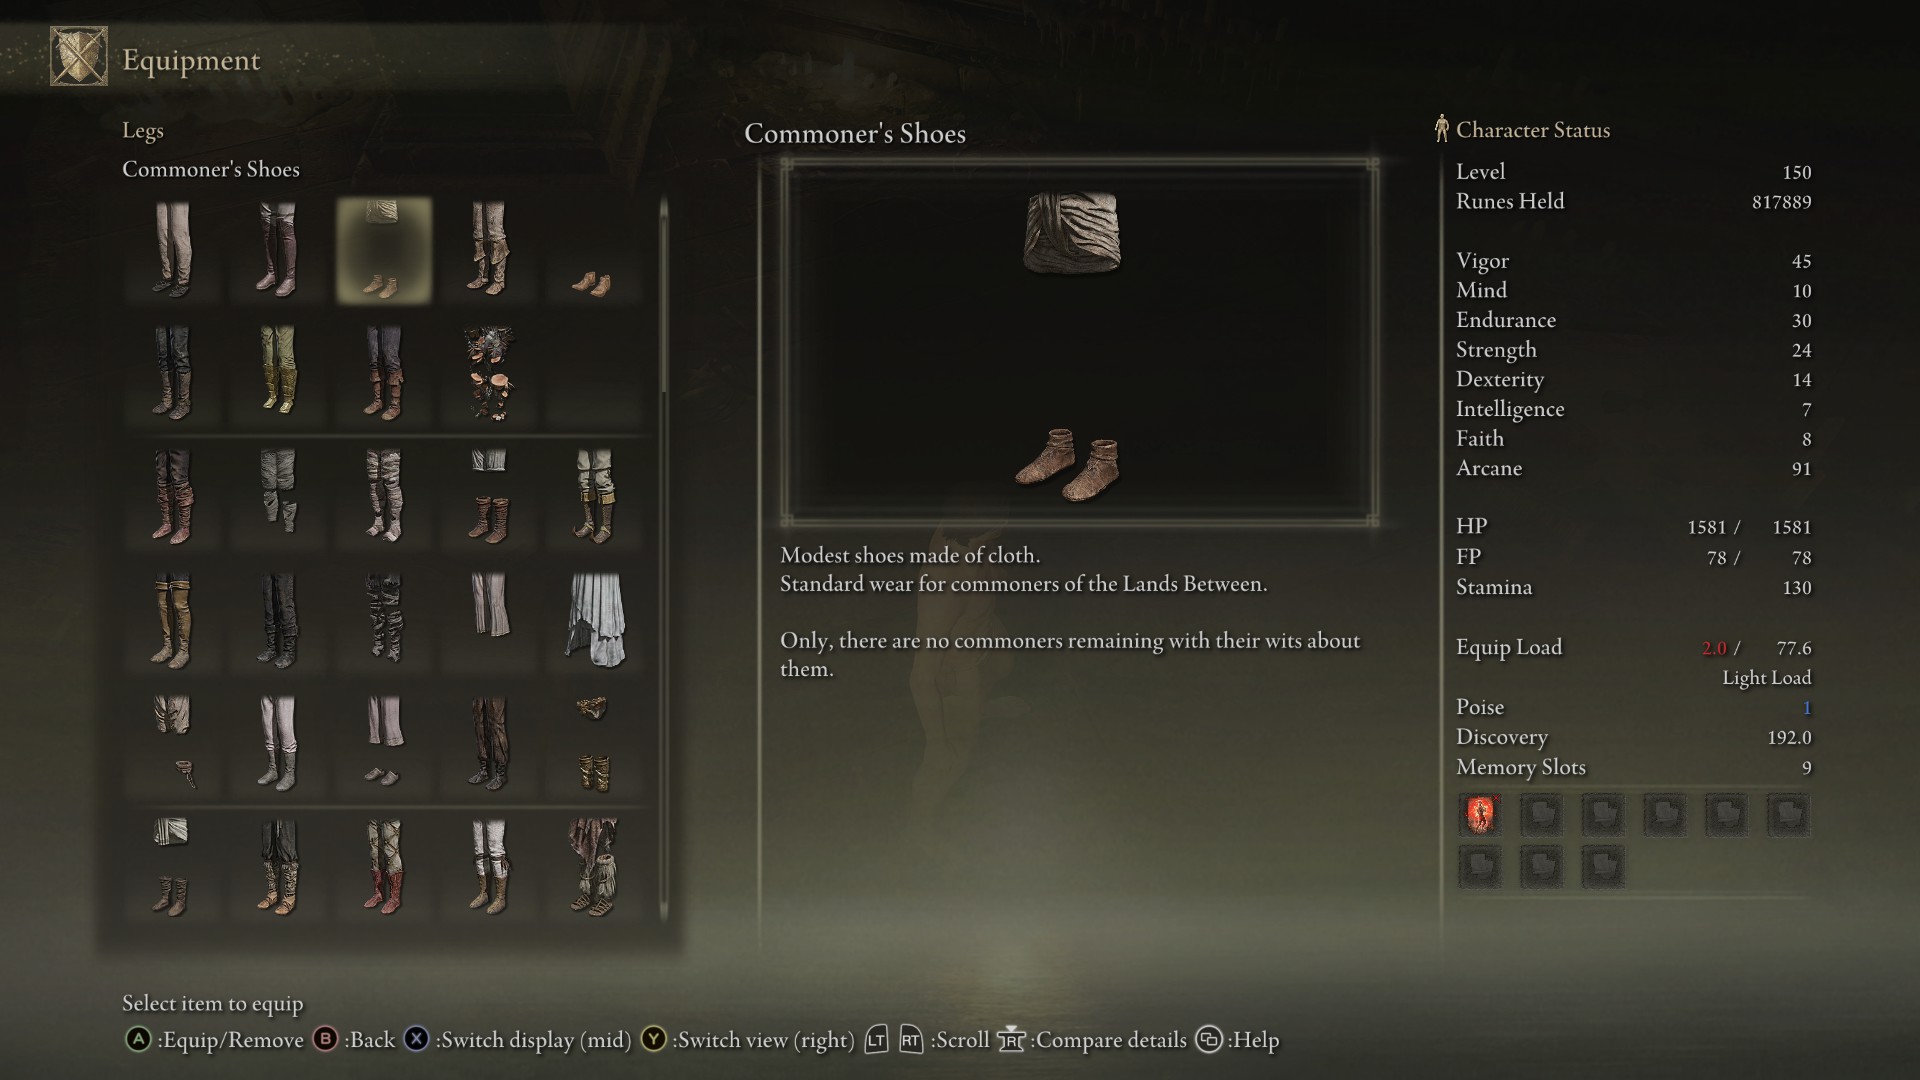 Equipment
Legs
Commoner's Shoes
Commoner's Shoes
Modest shoes made of cloth.
Standard wear for commoners of the Lands Between.
Only, there are no commoners remaining with their wits about
them.
Character Status
Level 150
Runes Held 817889
Vigor 45
Mind 10
Endurance 30
Strength 24
Dexterity 14
Intelligence 7
Faith 8
Arcane 91
HP 1581 / 1581
FP 78 / 78
Stamina 130
Equip Load 2.0 / 77.6
Light Load
Poise 1
Discovery 192.0
Memory Slots 9
Select item to equip
A :Equip/Remove B :Back X :Switch display (mid) Y :Switch view (right) LT RT :Scroll R :Compare details :Help